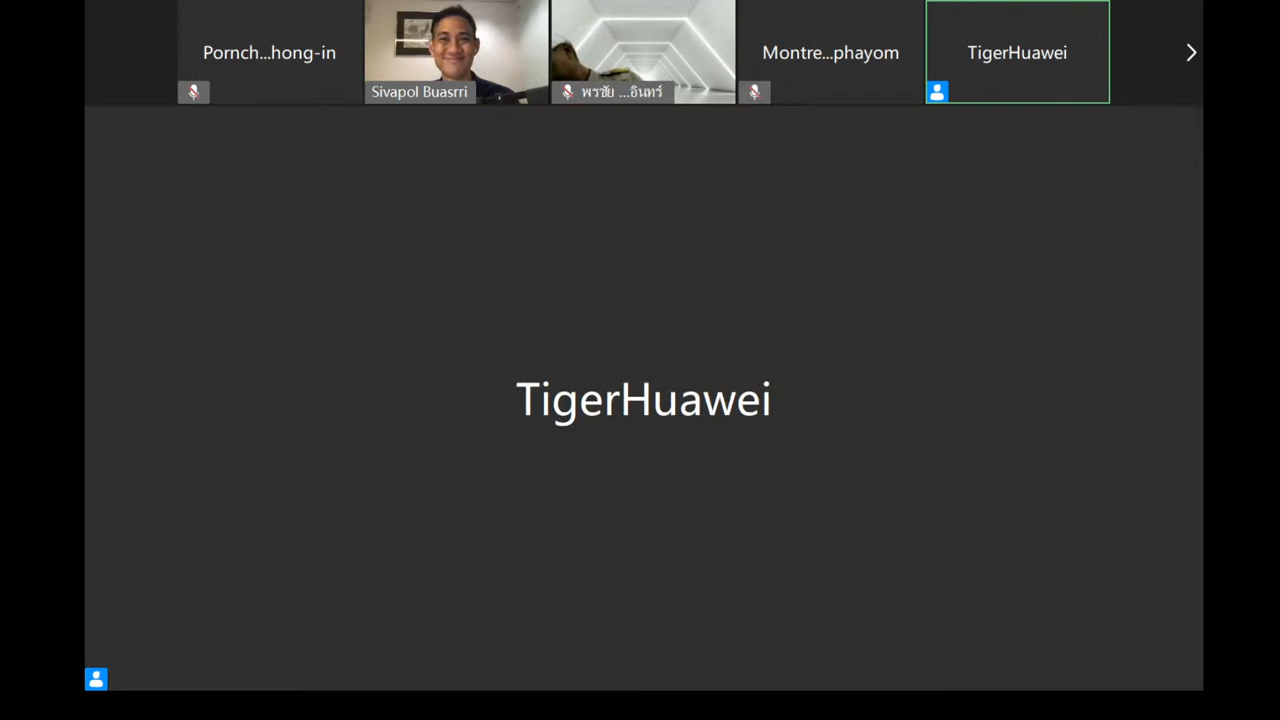 Pornch...hong-in
Sivapol Buasrri
พรชัย ...อินทร์
Montre...phayom
TigerHuawei
TigerHuawei